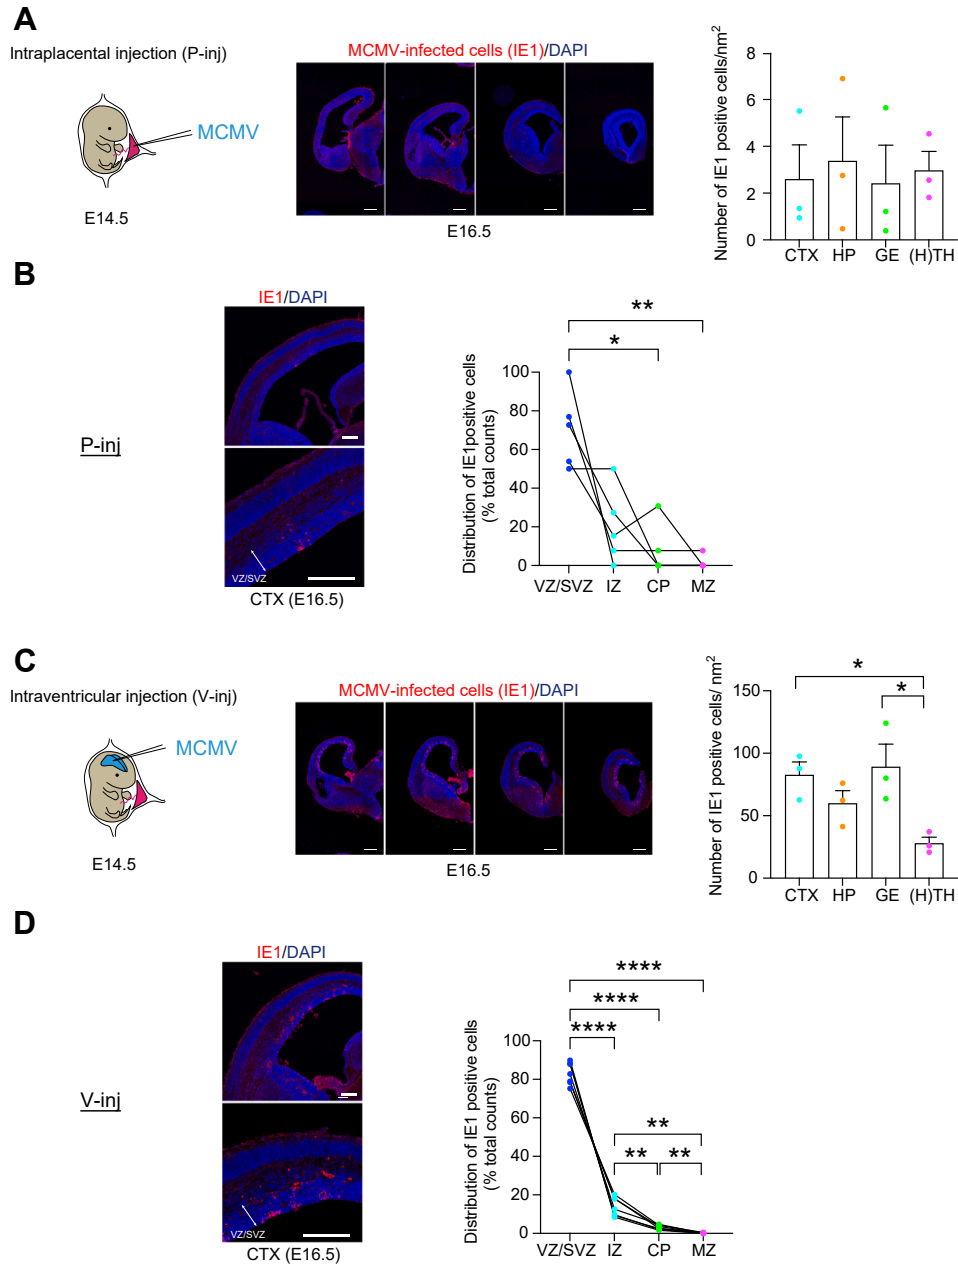 A
Intraplacental injection (P-inj)
MCMV
E14.5
MCMV-infected cells (IE1)/DAPI
E16.5
Number of IE1 positive cells/nm²
8
6
4
2
0
CTX HP GE (H)TH
B
P-inj
IE1/DAPI
VZ/SVZ
CTX (E16.5)
Distribution of IE1positive cells
(% total counts)
**
*
100
80
60
40
20
0
VZ/SVZ IZ CP MZ
C
Intraventricular injection (V-inj)
MCMV
E14.5
MCMV-infected cells (IE1)/DAPI
E16.5
Number of IE1 positive cells/ nm²
*
*
150
100
50
0
CTX HP GE (H)TH
D
V-inj
IE1/DAPI
VZ/SVZ
CTX (E16.5)
Distribution of IE1 positive cells
(% total counts)
****
****
****
**
** **
100
80
60
40
20
0
VZ/SVZ IZ CP MZ